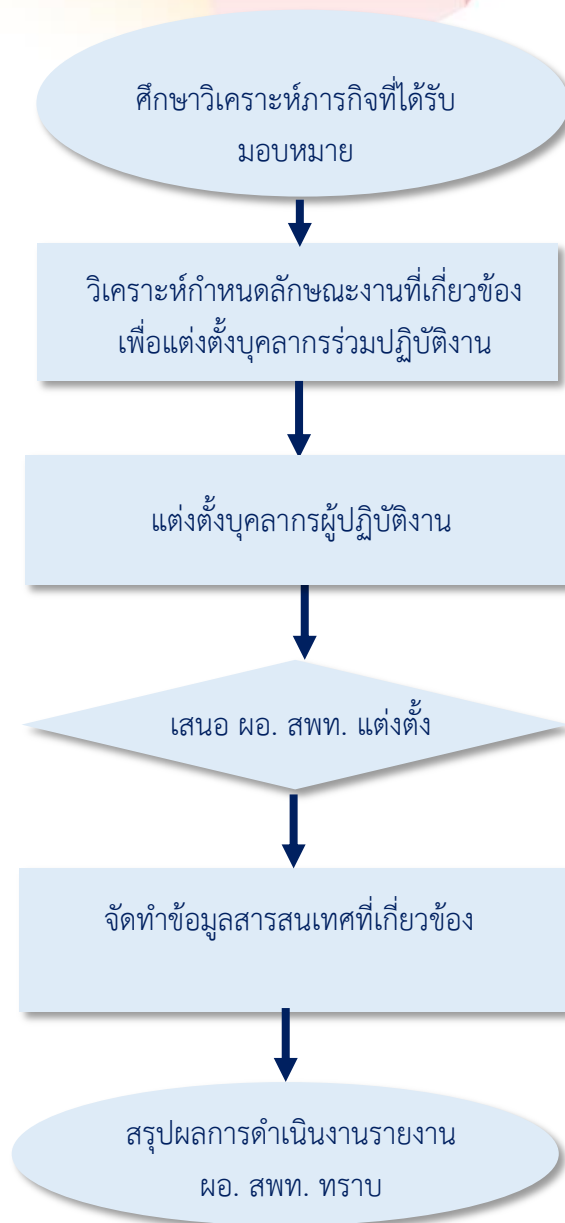 ศึกษาวิเคราะห์ภารกิจที่ได้รับ
มอบหมาย
วิเคราะห์กำหนดลักษณะงานที่เกี่ยวข้อง
เพื่อแต่งตั้งบุคลากรร่วมปฏิบัติงาน
แต่งตั้งบุคลากรผู้ปฏิบัติงาน
เสนอ ผอ. สพท. แต่งตั้ง
จัดทำข้อมูลสารสนเทศที่เกี่ยวข้อง
สรุปผลการดำเนินงานรายงาน
ผอ. สพท. ทราบ